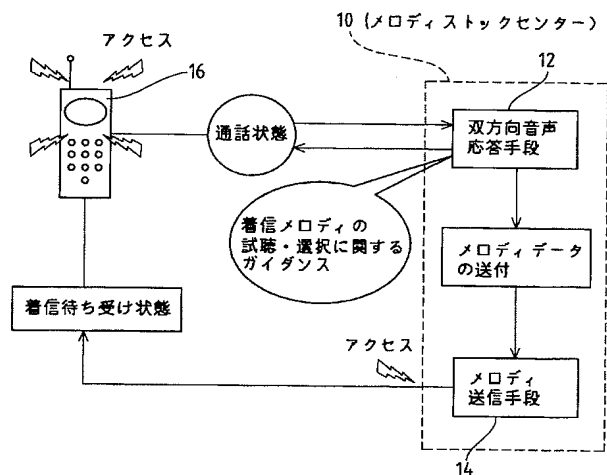 10 (メロディストックセンター)
アクセス
16
12
通話状態
双方向音声
応答手段
着信メロディの
試聴・選択に関する
ガイダンス
メロディデータ
の送付
着信待ち受け状態
アクセス
メロディ
送信手段
14